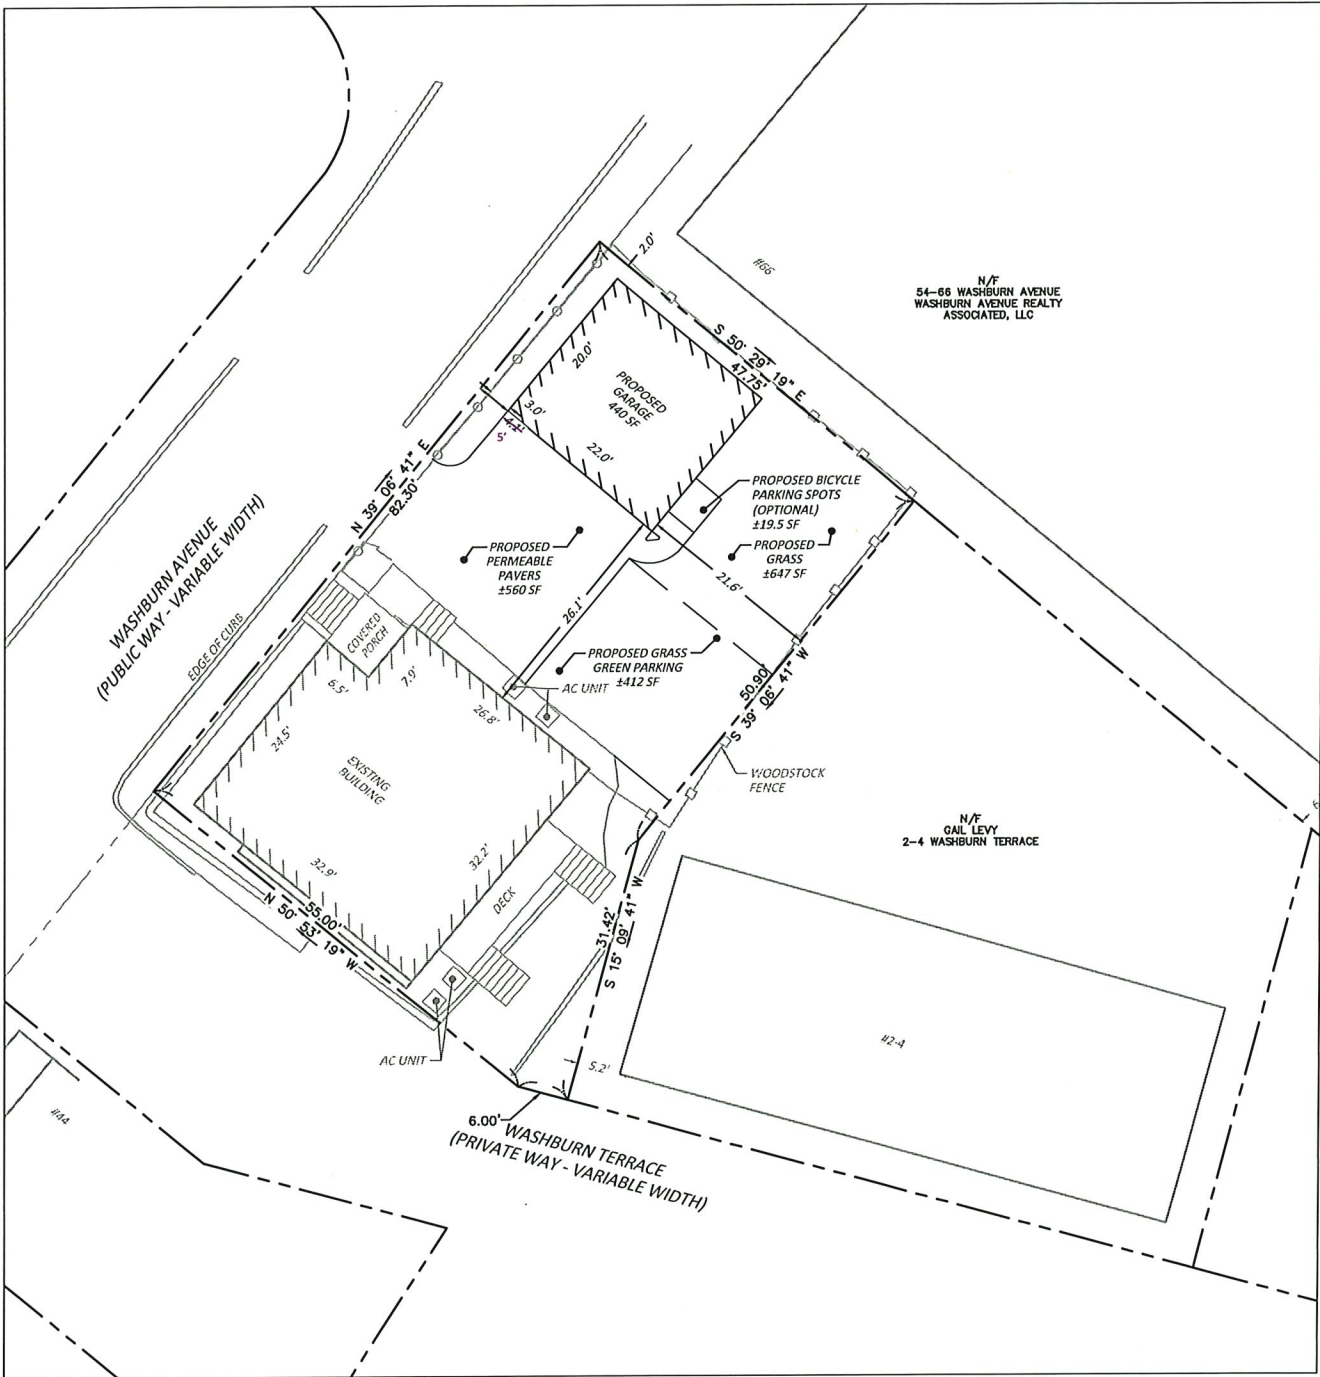 2.0'
#66
N/F
54-66 WASHBURN AVENUE
WASHBURN AVENUE REALTY
ASSOCIATED, LLC
S 50° 29' 19" E
47.75'
20.0'
PROPOSED
GARAGE
440 SF
3.0'
4.1'
5'
22.0'
N 39° 06' 41" E
82.30'
WASHBURN AVENUE
(PUBLIC WAY - VARIABLE WIDTH)
EDGE OF CURB
PROPOSED BICYCLE
PARKING SPOTS
(OPTIONAL)
±19.5 SF
PROPOSED
GRASS
±647 SF
PROPOSED
PERMEABLE
PAVERS
±560 SF
21.6'
26.1'
PROPOSED GRASS
GREEN PARKING
±412 SF
COVERED
PORCH
6.5'
7.9'
AC UNIT
26.8'
50.90'
S 39° 06' 41" W
24.5'
EXISTING
BUILDING
WOODSTOCK
FENCE
N/F
GAIL LEVY
2-4 WASHBURN TERRACE
32.9'
32.2'
DECK
55.00'
N 50° 53' 19" W
31.42'
S 15° 09' 41" W
AC UNIT
5.2'
#2-4
#44
6.00'
WASHBURN TERRACE
(PRIVATE WAY - VARIABLE WIDTH)